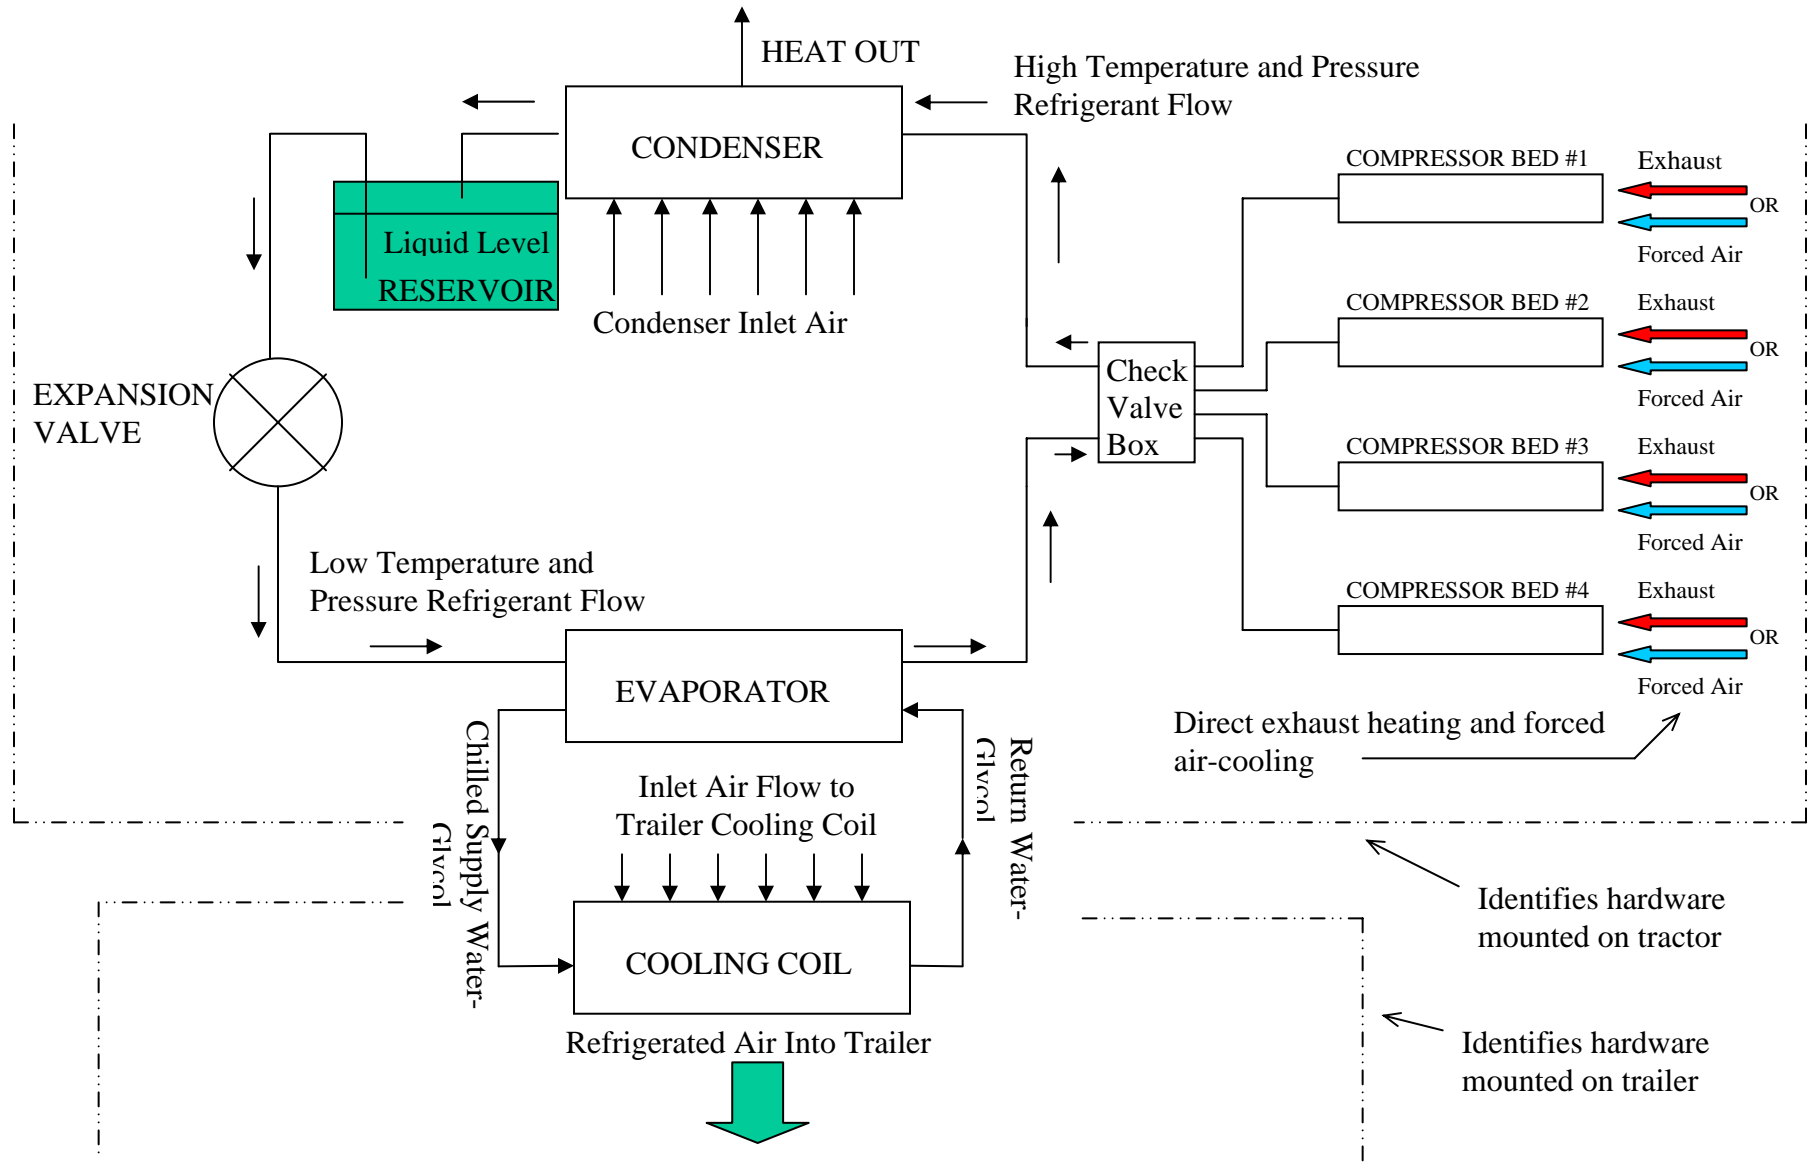 HEAT OUT
High Temperature and Pressure
Refrigerant Flow
CONDENSER
Liquid Level
RESERVOIR
Condenser Inlet Air
EXPANSION
VALVE
Check
Valve
Box
COMPRESSOR BED #1
Exhaust
OR
Forced Air
COMPRESSOR BED #2
Exhaust
OR
Forced Air
COMPRESSOR BED #3
Exhaust
OR
Forced Air
COMPRESSOR BED #4
Exhaust
OR
Forced Air
Direct exhaust heating and forced
air-cooling
Low Temperature and
Pressure Refrigerant Flow
EVAPORATOR
Chilled Supply Water-
Glycol
Inlet Air Flow to
Trailer Cooling Coil
Return Water-
Glycol
COOLING COIL
Refrigerated Air Into Trailer
Identifies hardware
mounted on tractor
Identifies hardware
mounted on trailer